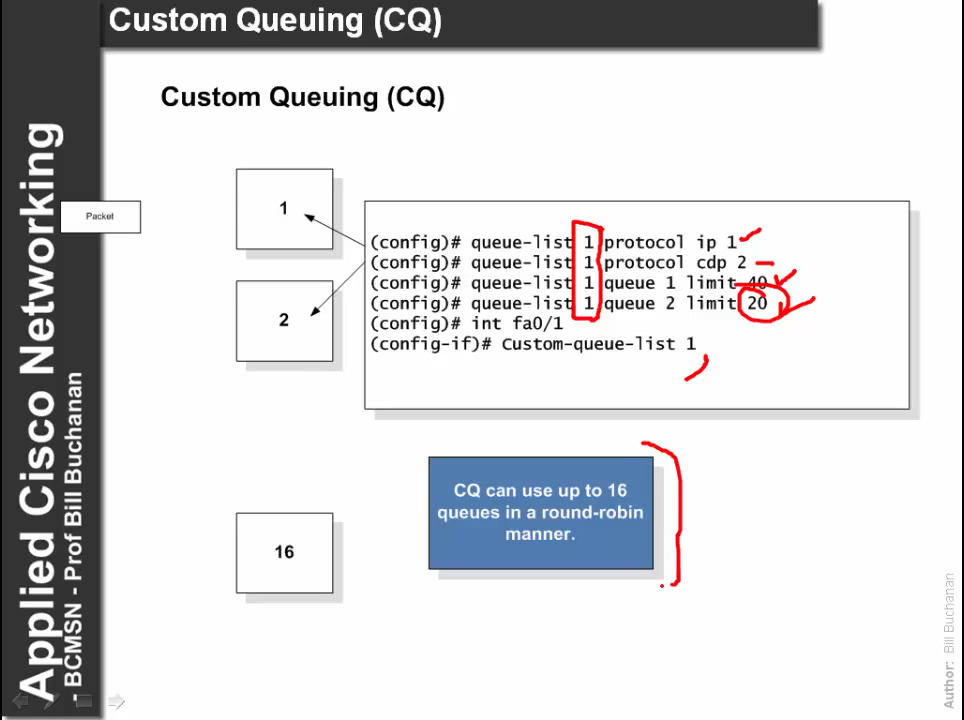 Custom Queuing (CQ)
Custom Queuing (CQ)
Applied Cisco Networking
- BCMSN - Prof Bill Buchanan
Packet
1
2
16
(config)# queue-list 1 protocol ip 1
(config)# queue-list 1 protocol cdp 2
(config)# queue-list 1 queue 1 limit 40
(config)# queue-list 1 queue 2 limit 20
(config)# int fa0/1
(config-if)# Custom-queue-list 1
CQ can use up to 16
queues in a round-robin
manner.
Author: Bill Buchanan